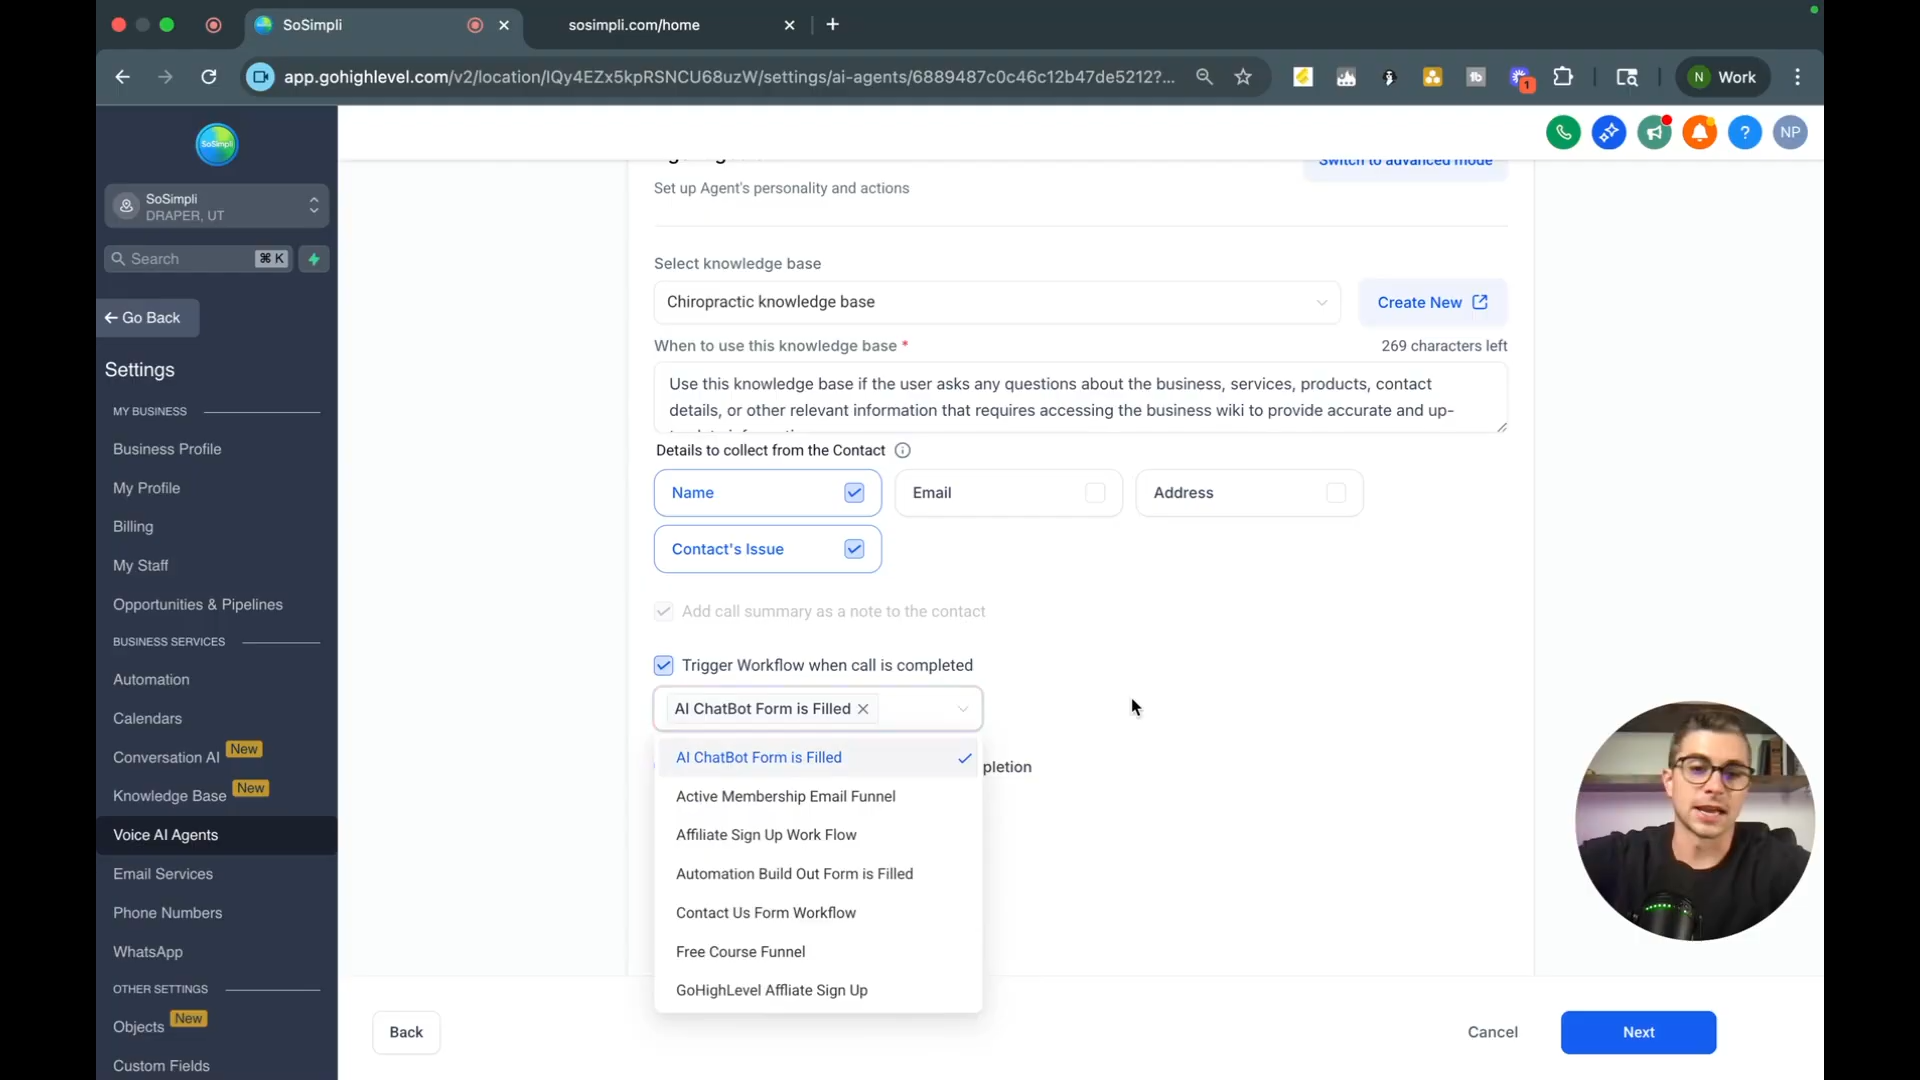 SoSimpli
sosimpli.com/home
app.gohighlevel.com/v2/location/IQy4EZx5kpRSNCU68uzW/settings/ai-agents/6889487c0c46c12b47de5212?...
tb
1
N Work
SoSimpli
SoSimpli
DRAPER, UT
Search ⌘ K
← Go Back
Settings
MY BUSINESS
Business Profile
My Profile
Billing
My Staff
Opportunities & Pipelines
BUSINESS SERVICES
Automation
Calendars
Conversation AI New
Knowledge Base New
Voice AI Agents
Email Services
Phone Numbers
WhatsApp
OTHER SETTINGS
Objects New
Custom Fields
?
NP
Switch to advanced mode
Set up Agent's personality and actions
Select knowledge base
Chiropractic knowledge base
Create New
When to use this knowledge base *
269 characters left
Use this knowledge base if the user asks any questions about the business, services, products, contact
details, or other relevant information that requires accessing the business wiki to provide accurate and up-
Details to collect from the Contact
Name
Email
Address
Contact's Issue
Add call summary as a note to the contact
Trigger Workflow when call is completed
AI ChatBot Form is Filled
AI ChatBot Form is Filled
pletion
Active Membership Email Funnel
Affiliate Sign Up Work Flow
Automation Build Out Form is Filled
Contact Us Form Workflow
Free Course Funnel
GoHighLevel Affliate Sign Up
Back
Cancel
Next